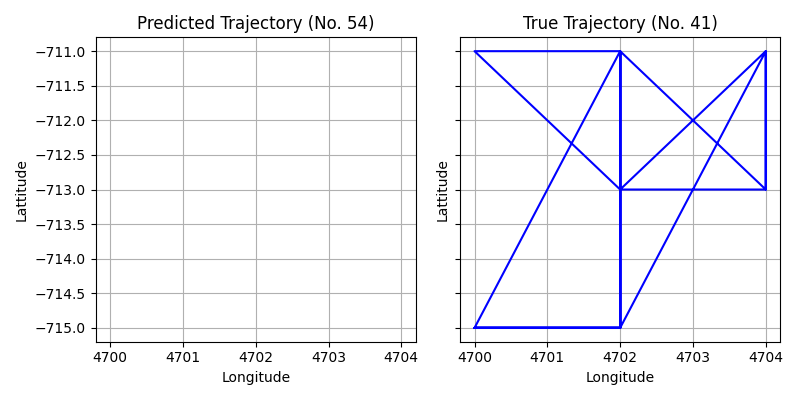 Predicted Trajectory (No. 54)
−711.0
−711.5
−712.0
−712.5
−713.0
−713.5
−714.0
−714.5
−715.0
Lattitude
4700 4701 4702 4703 4704
Longitude
True Trajectory (No. 41)
Lattitude
4700 4701 4702 4703 4704
Longitude